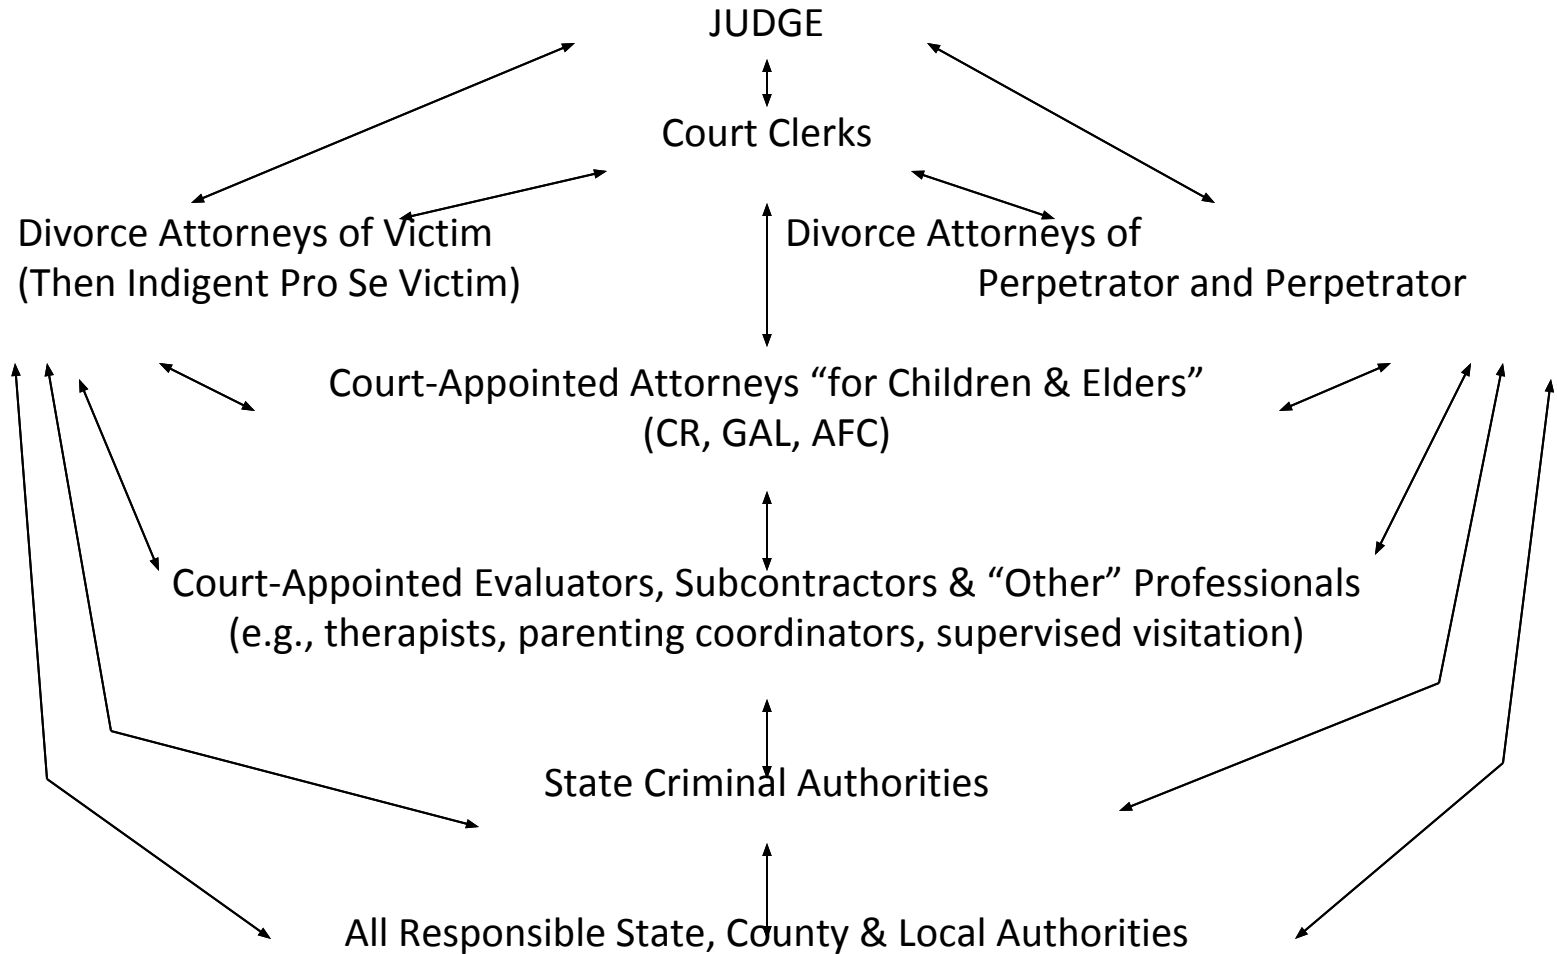 JUDGE
Court Clerks
Divorce Attorneys of Victim
(Then Indigent Pro Se Victim)
Divorce Attorneys of
Perpetrator and Perpetrator
Court-Appointed Attorneys “for Children & Elders”
(CR, GAL, AFC)
Court-Appointed Evaluators, Subcontractors & “Other” Professionals
(e.g., therapists, parenting coordinators, supervised visitation)
State Criminal Authorities
All Responsible State, County & Local Authorities